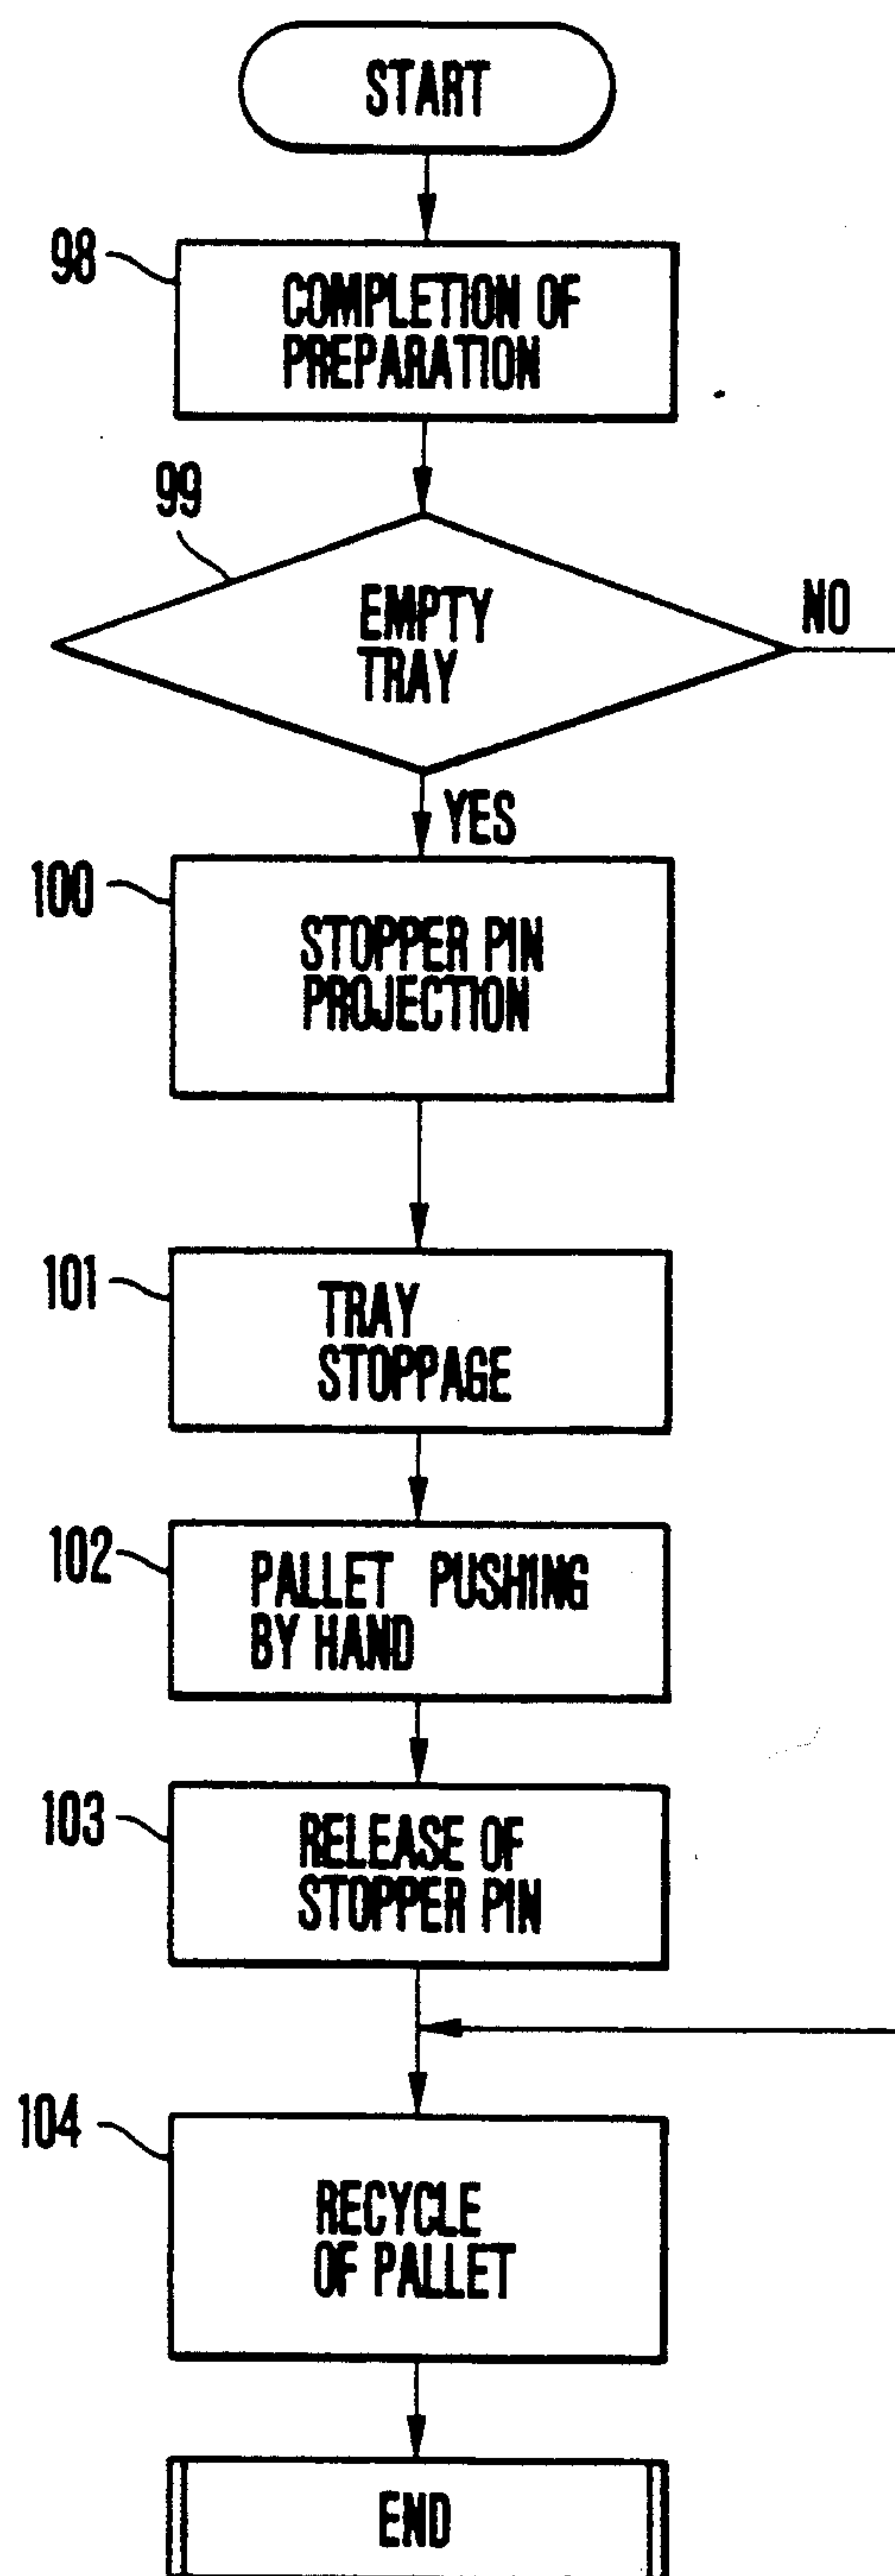 START
98
COMPLETION OF
PREPARATION
99
EMPTY
TRAY
NO
YES
100
STOPPER PIN
PROJECTION
101
TRAY
STOPPAGE
102
PALLET PUSHING
BY HAND
103
RELEASE OF
STOPPER PIN
104
RECYCLE
OF PALLET
END